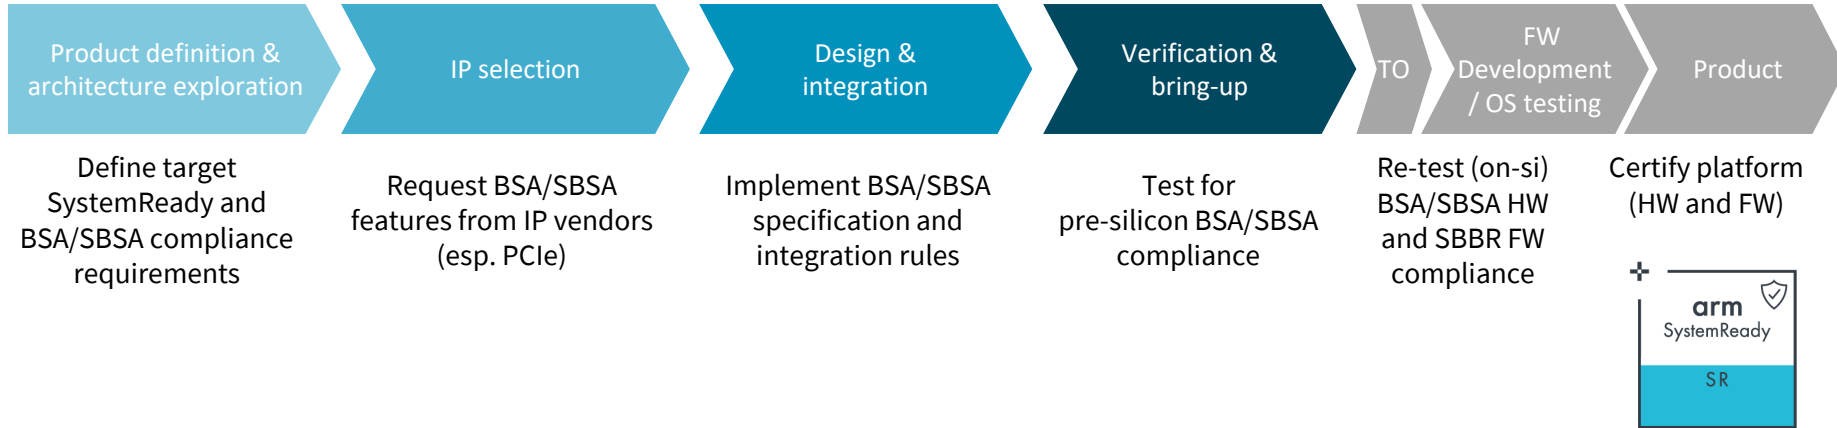 Product definition &
architecture exploration
IP selection
Design &
integration
Verification &
bring-up
TO
FW
Development
/ OS testing
Product
Define target
SystemReady and
BSA/SBSA compliance
requirements
Request BSA/SBSA
features from IP vendors
(esp. PCIe)
Implement BSA/SBSA
specification and
integration rules
Test for
pre-silicon BSA/SBSA
compliance
Re-test (on-si)
BSA/SBSA HW
and SBBR FW
compliance
Certify platform
(HW and FW)
arm
SystemReady
SR